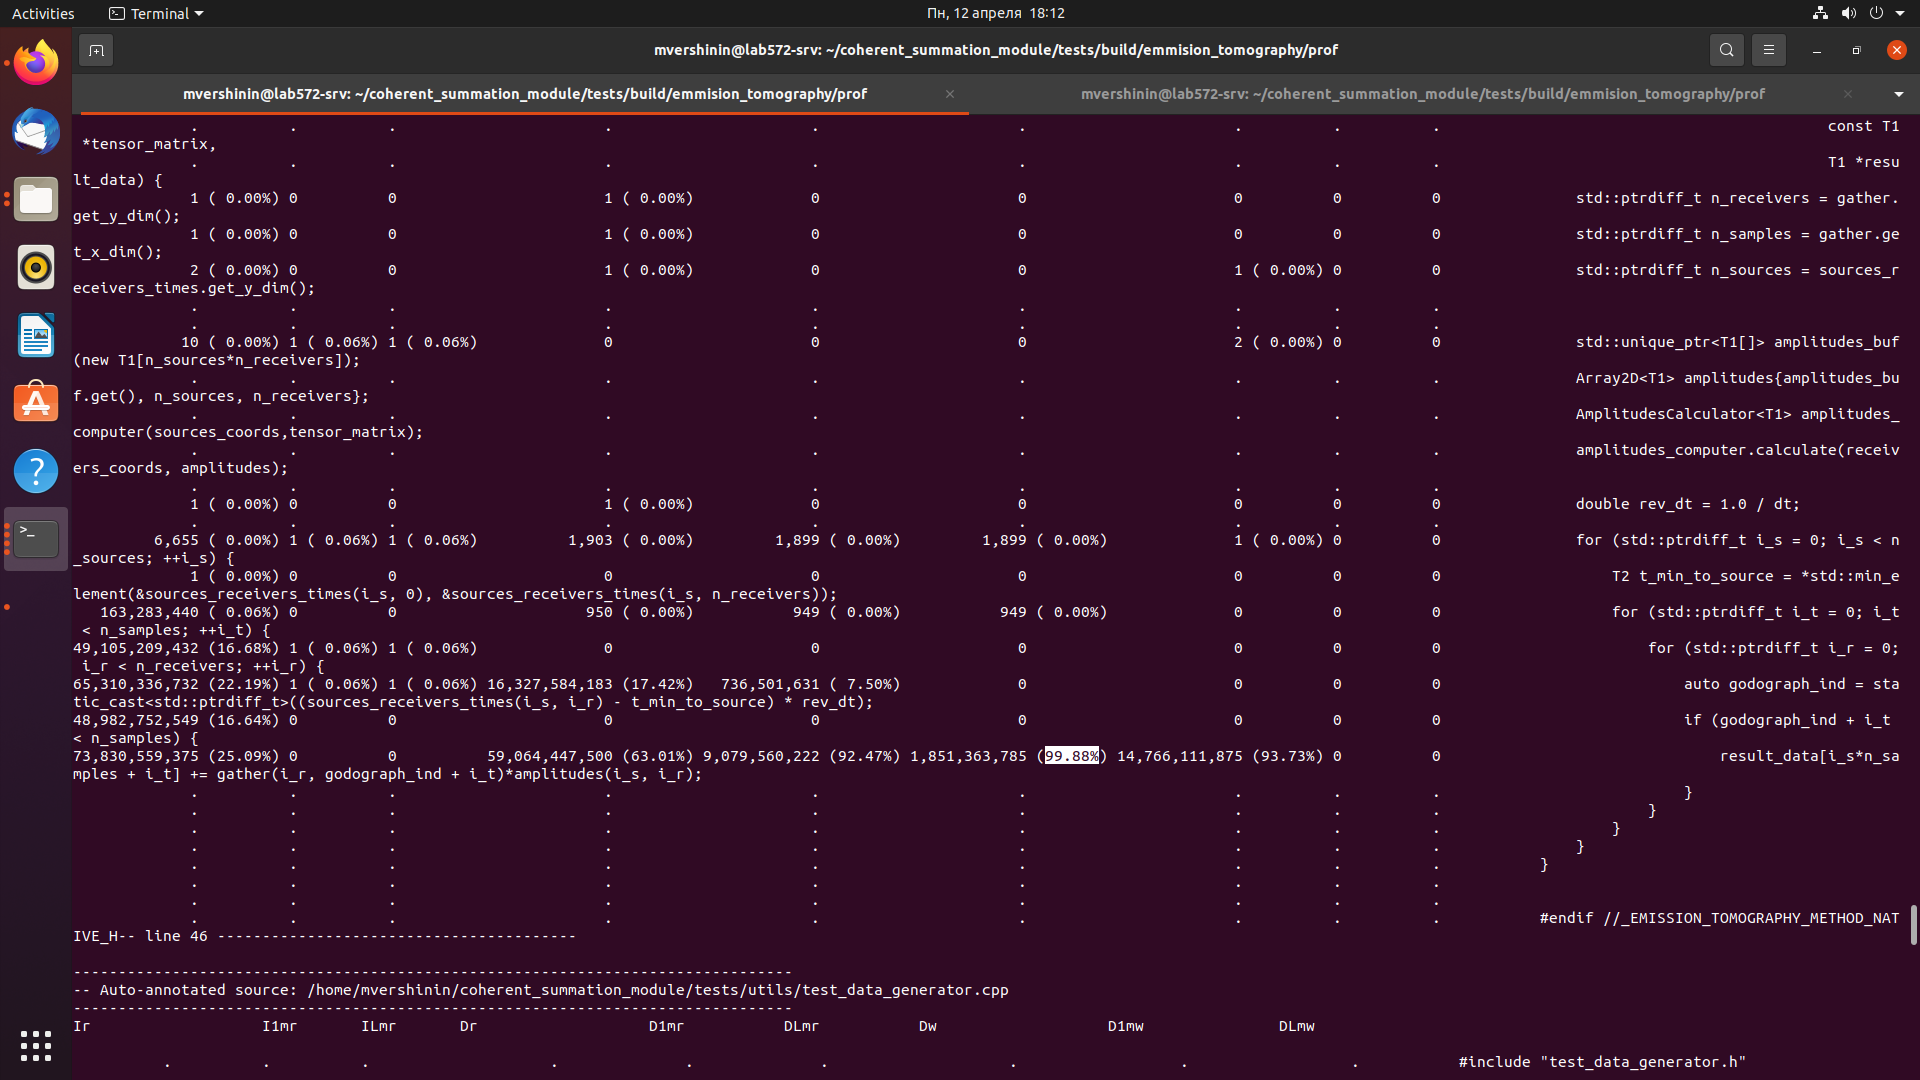 Activities Terminal Пн, 12 апреля 18:12
mvershinin@lab572-srv: ~/coherent_summation_module/tests/build/emmision_tomography/prof
mvershinin@lab572-srv: ~/coherent_summation_module/tests/build/emmision_tomography/prof × mvershinin@lab572-srv: ~/coherent_summation_module/tests/build/emmision_tomography/prof ×
. . . . . . . . . const T1
*tensor_matrix,
. . . . . . . . . T1 *resu
lt_data) {
1 ( 0.00%) 0 0 1 ( 0.00%) 0 0 0 0 0 std::ptrdiff_t n_receivers = gather.
get_y_dim();
1 ( 0.00%) 0 0 1 ( 0.00%) 0 0 0 0 0 std::ptrdiff_t n_samples = gather.ge
t_x_dim();
2 ( 0.00%) 0 0 1 ( 0.00%) 0 0 1 ( 0.00%) 0 0 std::ptrdiff_t n_sources = sources_r
eceivers_times.get_y_dim();
. . . . . . . . .
. . . . . . . . .
10 ( 0.00%) 1 ( 0.06%) 1 ( 0.06%) 0 0 0 2 ( 0.00%) 0 0 std::unique_ptr<T1[]> amplitudes_buf
(new T1[n_sources*n_receivers]);
. . . . . . . . . Array2D<T1> amplitudes{amplitudes_bu
f.get(), n_sources, n_receivers};
. . . . . . . . . AmplitudesCalculator<T1> amplitudes_
computer(sources_coords,tensor_matrix);
. . . . . . . . . amplitudes_computer.calculate(receiv
ers_coords, amplitudes);
. . . . . . . . .
1 ( 0.00%) 0 0 1 ( 0.00%) 0 0 0 0 0 double rev_dt = 1.0 / dt;
. . . . . . . . .
6,655 ( 0.00%) 1 ( 0.06%) 1 ( 0.06%) 1,903 ( 0.00%) 1,899 ( 0.00%) 1,899 ( 0.00%) 1 ( 0.00%) 0 0 for (std::ptrdiff_t i_s = 0; i_s < n
_sources; ++i_s) {
1 ( 0.00%) 0 0 0 0 0 0 0 0 T2 t_min_to_source = *std::min_e
lement(&sources_receivers_times(i_s, 0), &sources_receivers_times(i_s, n_receivers));
163,283,440 ( 0.06%) 0 0 950 ( 0.00%) 949 ( 0.00%) 949 ( 0.00%) 0 0 0 for (std::ptrdiff_t i_t = 0; i_t
< n_samples; ++i_t) {
49,105,209,432 (16.68%) 1 ( 0.06%) 1 ( 0.06%) 0 0 0 0 0 0 for (std::ptrdiff_t i_r = 0;
i_r < n_receivers; ++i_r) {
65,310,336,732 (22.19%) 1 ( 0.06%) 1 ( 0.06%) 16,327,584,183 (17.42%) 736,501,631 ( 7.50%) 0 0 0 0 auto godograph_ind = sta
tic_cast<std::ptrdiff_t>((sources_receivers_times(i_s, i_r) - t_min_to_source) * rev_dt);
48,982,752,549 (16.64%) 0 0 0 0 0 0 0 0 if (godograph_ind + i_t
< n_samples) {
73,830,559,375 (25.09%) 0 0 59,064,447,500 (63.01%) 9,079,560,222 (92.47%) 1,851,363,785 (99.88%) 14,766,111,875 (93.73%) 0 0 result_data[i_s*n_sa
mples + i_t] += gather(i_r, godograph_ind + i_t)*amplitudes(i_s, i_r);
. . . . . . . . . }
. . . . . . . . . }
. . . . . . . . . }
. . . . . . . . . }
. . . . . . . . . }
. . . . . . . . .
. . . . . . . . .
. . . . . . . . . #endif //_EMISSION_TOMOGRAPHY_METHOD_NAT
IVE_H-- line 46 ----------------------------------------
--------------------------------------------------------------------------------
-- Auto-annotated source: /home/mvershinin/coherent_summation_module/tests/utils/test_data_generator.cpp
--------------------------------------------------------------------------------
Ir I1mr ILmr Dr D1mr DLmr Dw D1mw DLmw
. . . . . . . . . #include "test_data_generator.h"